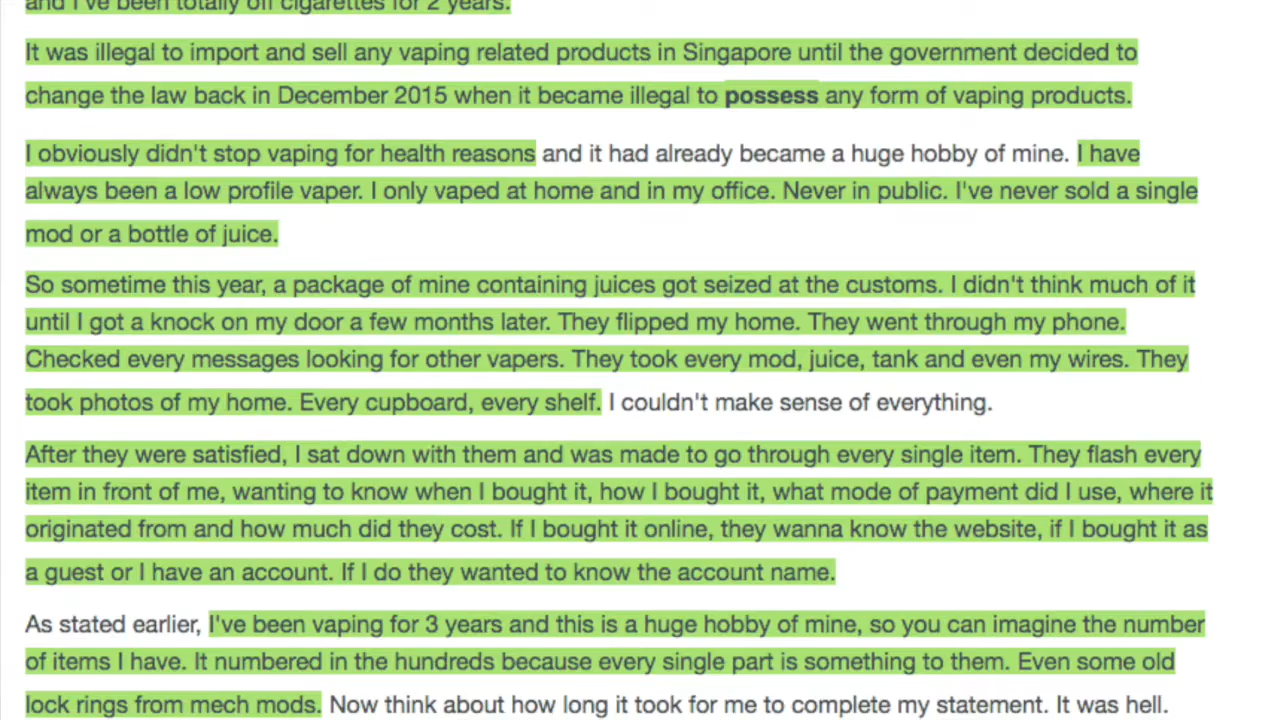 and I've been totally off cigarettes for 2 years.
It was illegal to import and sell any vaping related products in Singapore until the government decided to
change the law back in December 2015 when it became illegal to possess any form of vaping products.
I obviously didn't stop vaping for health reasons and it had already became a huge hobby of mine. I have
always been a low profile vaper. I only vaped at home and in my office. Never in public. I've never sold a single
mod or a bottle of juice.
So sometime this year, a package of mine containing juices got seized at the customs. I didn't think much of it
until I got a knock on my door a few months later. They flipped my home. They went through my phone.
Checked every messages looking for other vapers. They took every mod, juice, tank and even my wires. They
took photos of my home. Every cupboard, every shelf. I couldn't make sense of everything.
After they were satisfied, I sat down with them and was made to go through every single item. They flash every
item in front of me, wanting to know when I bought it, how I bought it, what mode of payment did I use, where it
originated from and how much did they cost. If I bought it online, they wanna know the website, if I bought it as
a guest or I have an account. If I do they wanted to know the account name.
As stated earlier, I've been vaping for 3 years and this is a huge hobby of mine, so you can imagine the number
of items I have. It numbered in the hundreds because every single part is something to them. Even some old
lock rings from mech mods. Now think about how long it took for me to complete my statement. It was hell.